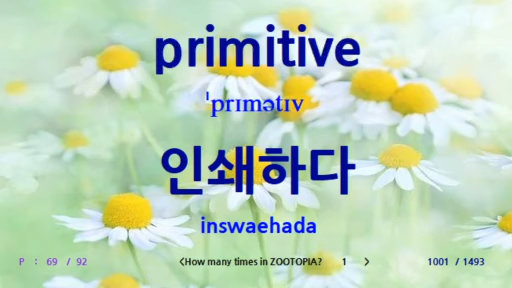 primitive
ˈprɪmətɪv
인쇄하다
inswaehada
P : 69 / 92 <How many times in ZOOTOPIA? 1 > 1001 / 1493